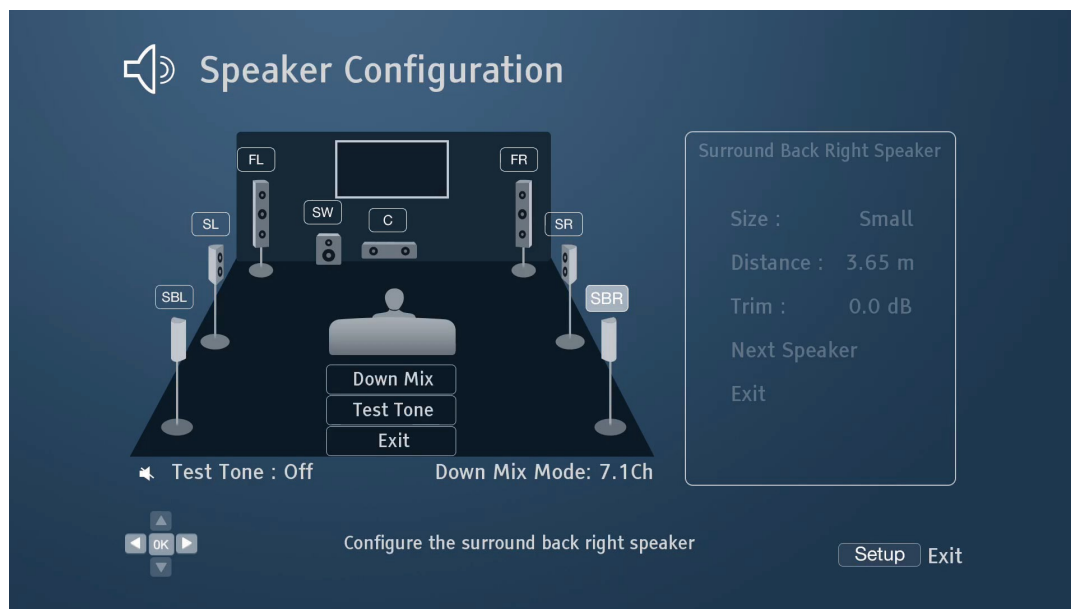 Speaker Configuration
FL
FR
SW
C
SL
SR
SBL
SBR
Down Mix
Test Tone
Exit
Test Tone : Off
Down Mix Mode: 7.1Ch
Surround Back Right Speaker
Size : Small
Distance : 3.65 m
Trim : 0.0 dB
Next Speaker
Exit
OK
Configure the surround back right speaker
Setup Exit